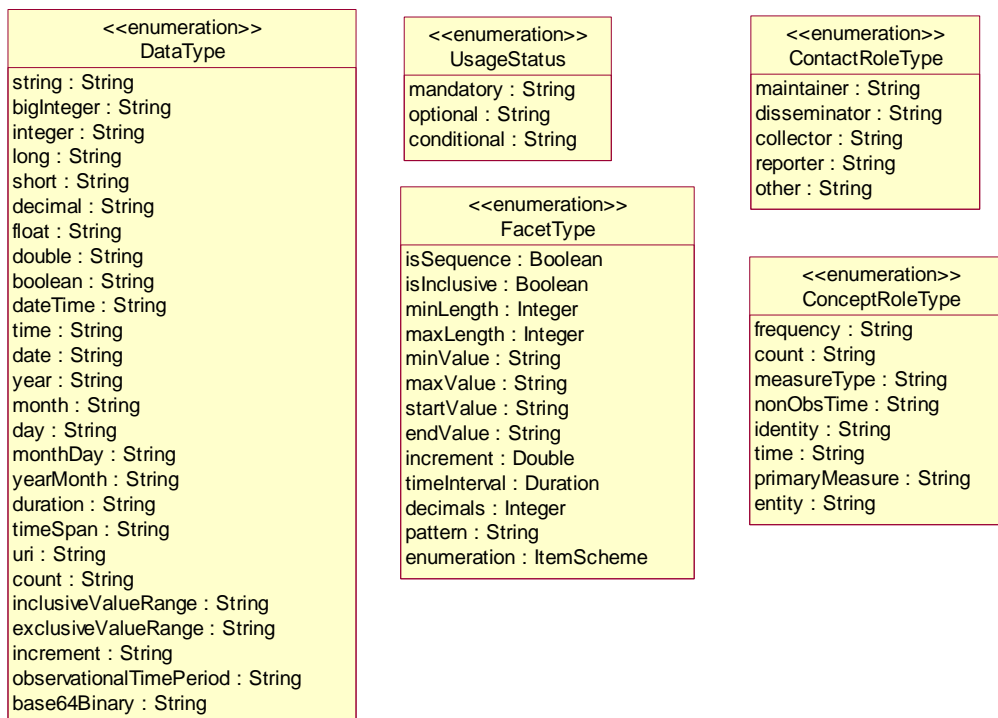 <<enumeration>>
DataType
string : String
bigInteger : String
integer : String
long : String
short : String
decimal : String
float : String
double : String
boolean : String
dateTime : String
time : String
date : String
year : String
month : String
day : String
monthDay : String
yearMonth : String
duration : String
timeSpan : String
uri : String
count : String
inclusiveValueRange : String
exclusiveValueRange : String
increment : String
observationalTimePeriod : String
base64Binary : String
<<enumeration>>
UsageStatus
mandatory : String
optional : String
conditional : String
<<enumeration>>
FacetType
isSequence : Boolean
isInclusive : Boolean
minLength : Integer
maxLength : Integer
minValue : String
maxValue : String
startValue : String
endValue : String
increment : Double
timeInterval : Duration
decimals : Integer
pattern : String
enumeration : ItemScheme
<<enumeration>>
ContactRoleType
maintainer : String
disseminator : String
collector : String
reporter : String
other : String
<<enumeration>>
ConceptRoleType
frequency : String
count : String
measureType : String
nonObsTime : String
identity : String
time : String
primaryMeasure : String
entity : String